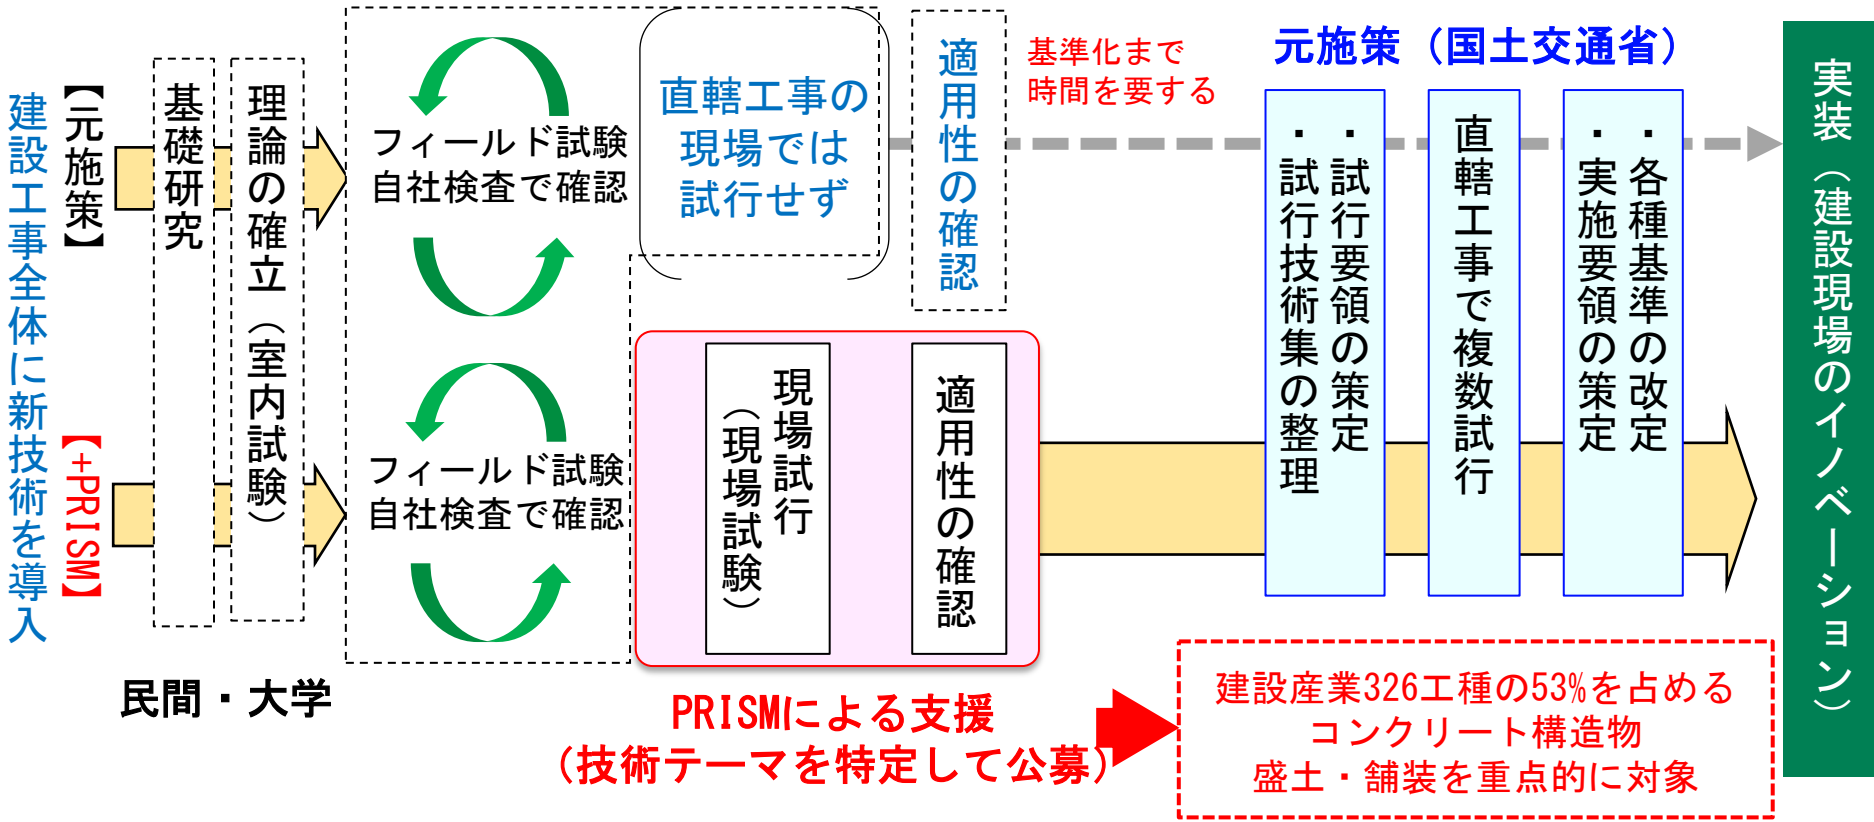 建設工事全体に新技術を導入
【元施策】
【+PRISM】
基礎研究
理論の確立（室内試験）
民間・大学
フィールド試験
自社検査で確認
直轄工事の
現場では
試行せず
適用性の確認
基準化まで
時間を要する
フィールド試験
自社検査で確認
現場試行
（現場試験）
適用性の確認
PRISMによる支援
（技術テーマを特定して公募）
元施策（国土交通省）
・試行要領の策定
・試行技術集の整理
直轄工事で複数試行
・各種基準の改定
・実施要領の策定
建設産業326工種の53%を占める
コンクリート構造物
盛土・舗装を重点的に対象
実装（建設現場のイノベーション）